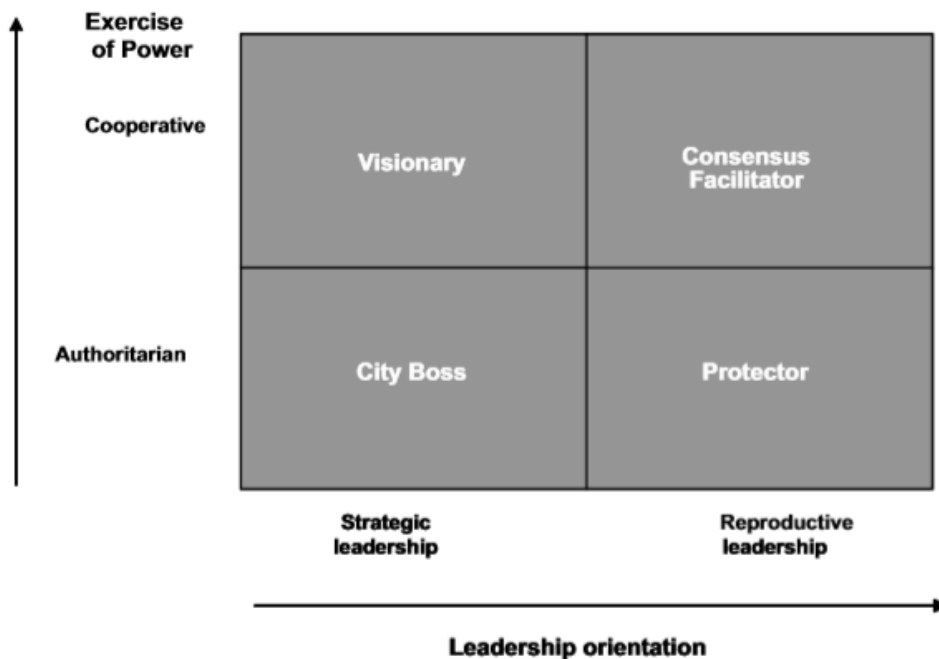 Exercise
of Power
Cooperative
Visionary
Consensus
Facilitator
Authoritarian
City Boss
Protector
Strategic
leadership
Reproductive
leadership
Leadership orientation